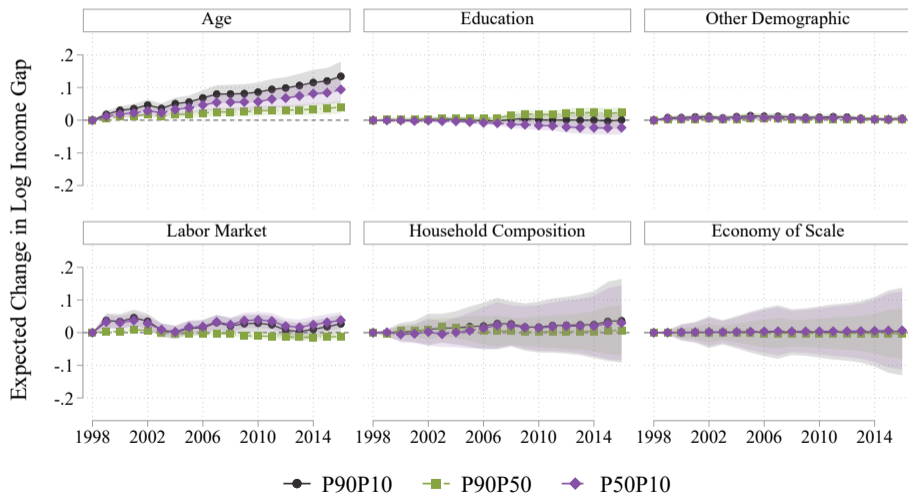 Expected Change in Log Income Gap
Age
Education
Other Demographic
.2
.1
0
-.1
-.2
Labor Market
Household Composition
Economy of Scale
.2
.1
0
-.1
-.2
1998 2002 2006 2010 2014 1998 2002 2006 2010 2014 1998 2002 2006 2010 2014
P90P10 P90P50 P50P10